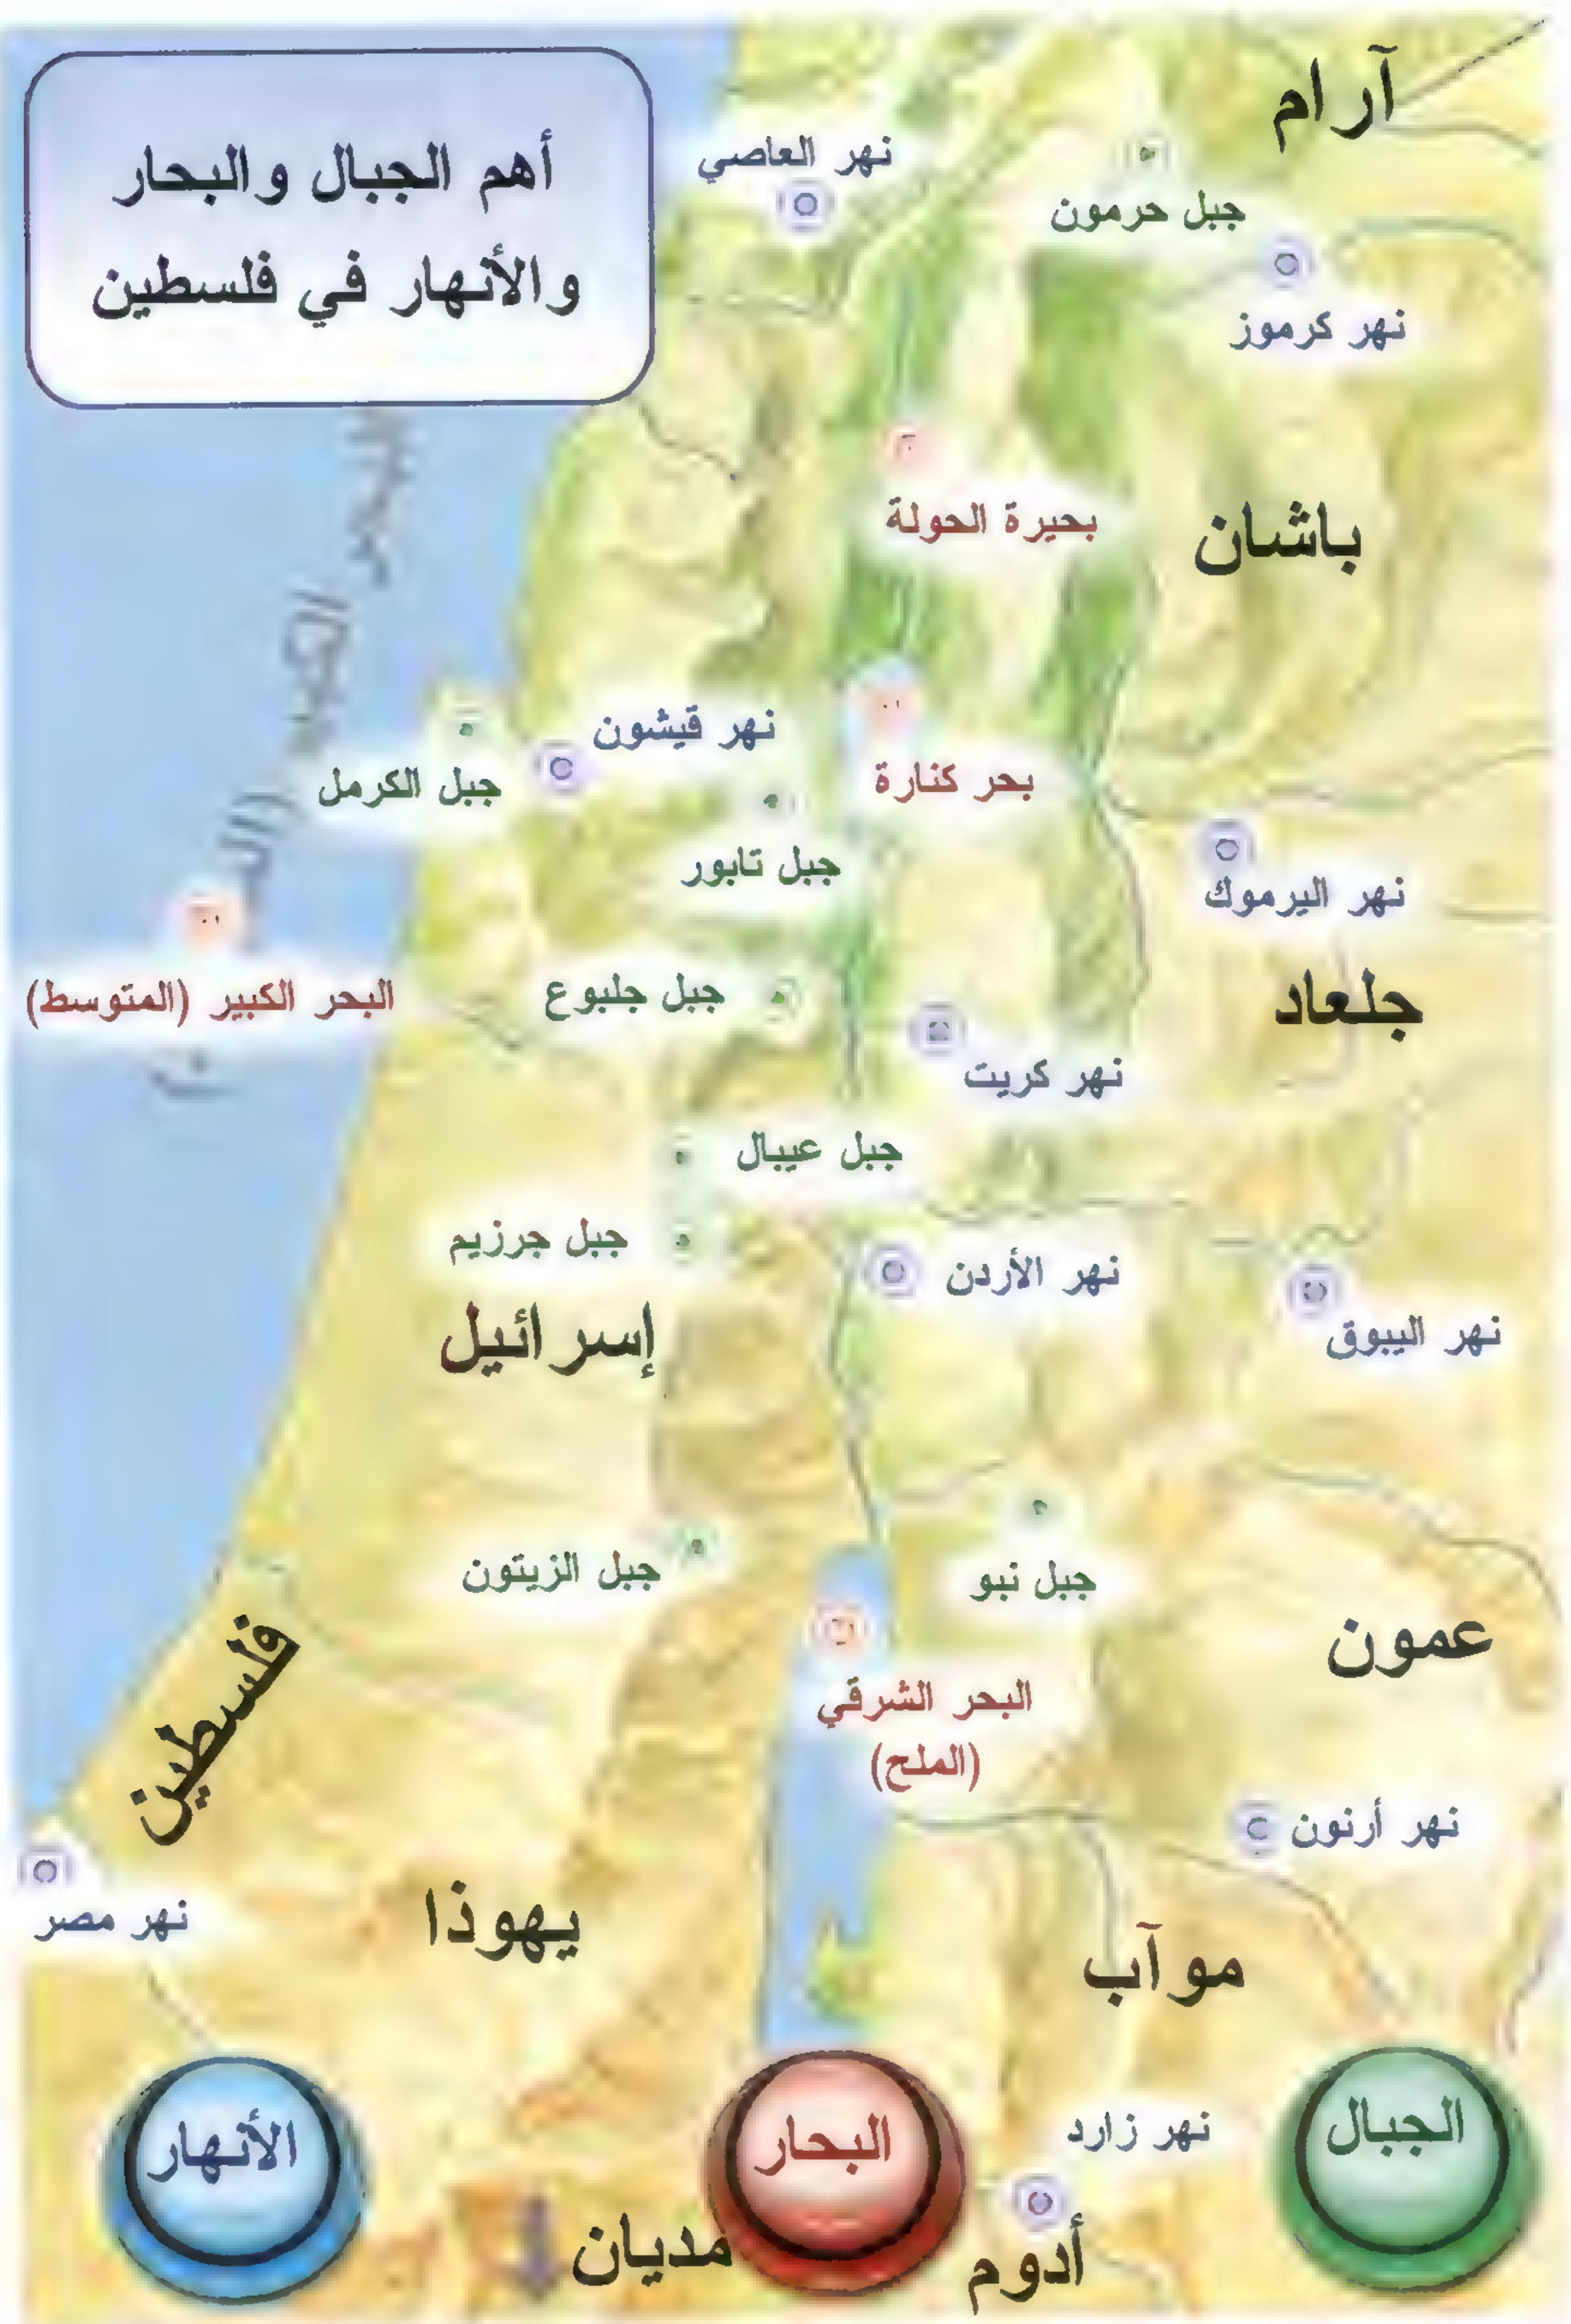 أهم الجبال والبحار
والأنهار في فلسطين
آرام
نهر العاصي
جبل حرمون
نهر كرموز
بحيرة الحولة
باشان
نهر قيشون
جبل الكرمل
بحر كنارة
جبل تابور
نهر اليرموك
البحر الكبير (المتوسط)
جبل جلبوع
جلعاد
نهر كريت
جبل عيبال
جبل جرزيم
نهر الأردن
إسرائيل
نهر اليبوق
جبل الزيتون
جبل نبو
فلسطين
عمون
البحر الشرقي
(الملح)
نهر أرنون
نهر مصر
يهوذا
موآب
الجبال
نهر زارد
البحار
الأنهار
أدوم
مديان